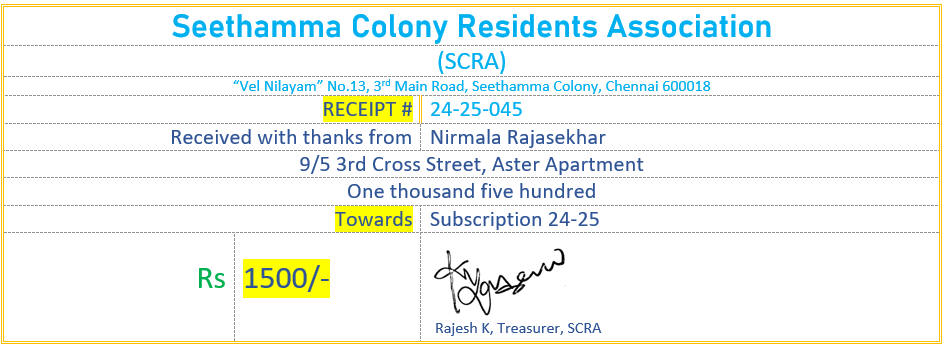 Seethamma Colony Residents Association
(SCRA)
“Vel Nilayam” No.13, 3rd Main Road, Seethamma Colony, Chennai 600018
RECEIPT # 24-25-045
Received with thanks from Nirmala Rajasekhar
9/5 3rd Cross Street, Aster Apartment
One thousand five hundred
Towards Subscription 24-25
Rs 1500/-
Rajesh K, Treasurer, SCRA